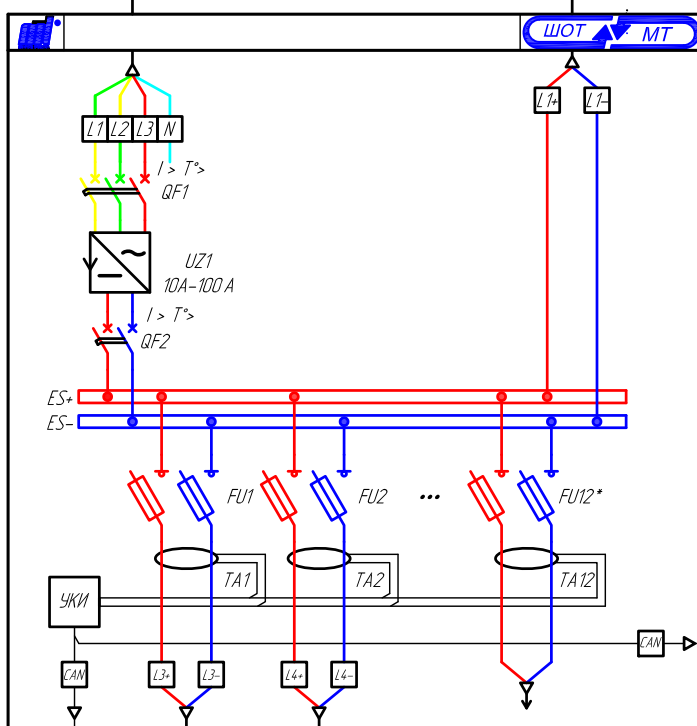 ШОТ МТ
L1+ L1-
L1 L2 L3 N
I > T°>
QF1
UZ1
10A-100 A
I > T°>
QF2
ES+
ES-
FU1 FU2 ... FU12*
TA1 TA2 TA12
УКИ
CAN
CAN L3+ L3- L4+ L4-